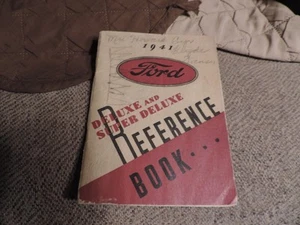 1941
Ford
DELUXE AND
SUPER DELUXE
REFERENCE
BOOK...